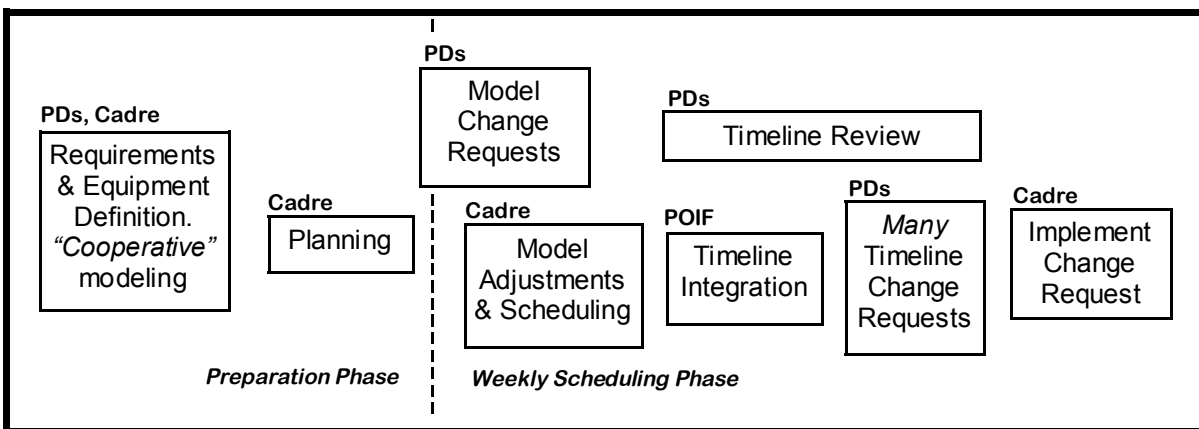 PDs, Cadre
Requirements
& Equipment
Definition.
“Cooperative”
modeling
Cadre
Planning
PDs
Model
Change
Requests
Cadre
Model
Adjustments
& Scheduling
PDs
Timeline Review
POIF
Timeline
Integration
PDs
Many
Timeline
Change
Requests
Cadre
Implement
Change
Request
Preparation Phase
Weekly Scheduling Phase